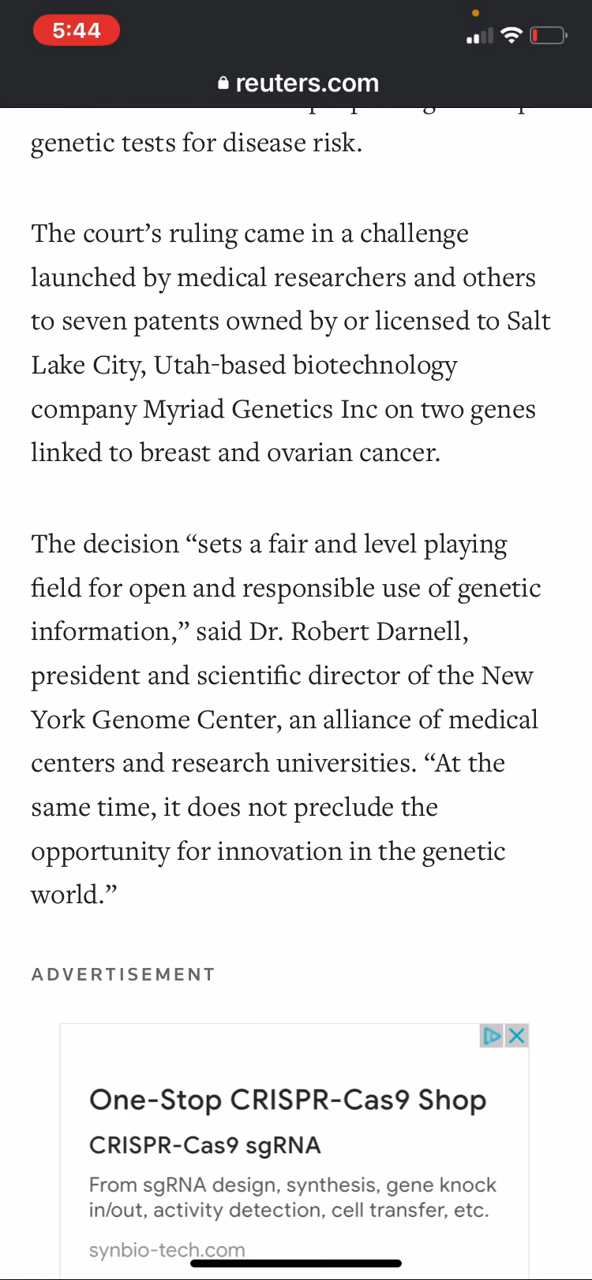 5:44
reuters.com
genetic tests for disease risk.
The court’s ruling came in a challenge
launched by medical researchers and others
to seven patents owned by or licensed to Salt
Lake City, Utah-based biotechnology
company Myriad Genetics Inc on two genes
linked to breast and ovarian cancer.
The decision “sets a fair and level playing
field for open and responsible use of genetic
information,” said Dr. Robert Darnell,
president and scientific director of the New
York Genome Center, an alliance of medical
centers and research universities. “At the
same time, it does not preclude the
opportunity for innovation in the genetic
world.”
ADVERTISEMENT
One-Stop CRISPR-Cas9 Shop
CRISPR-Cas9 sgRNA
From sgRNA design, synthesis, gene knock
in/out, activity detection, cell transfer, etc.
synbio-tech.com